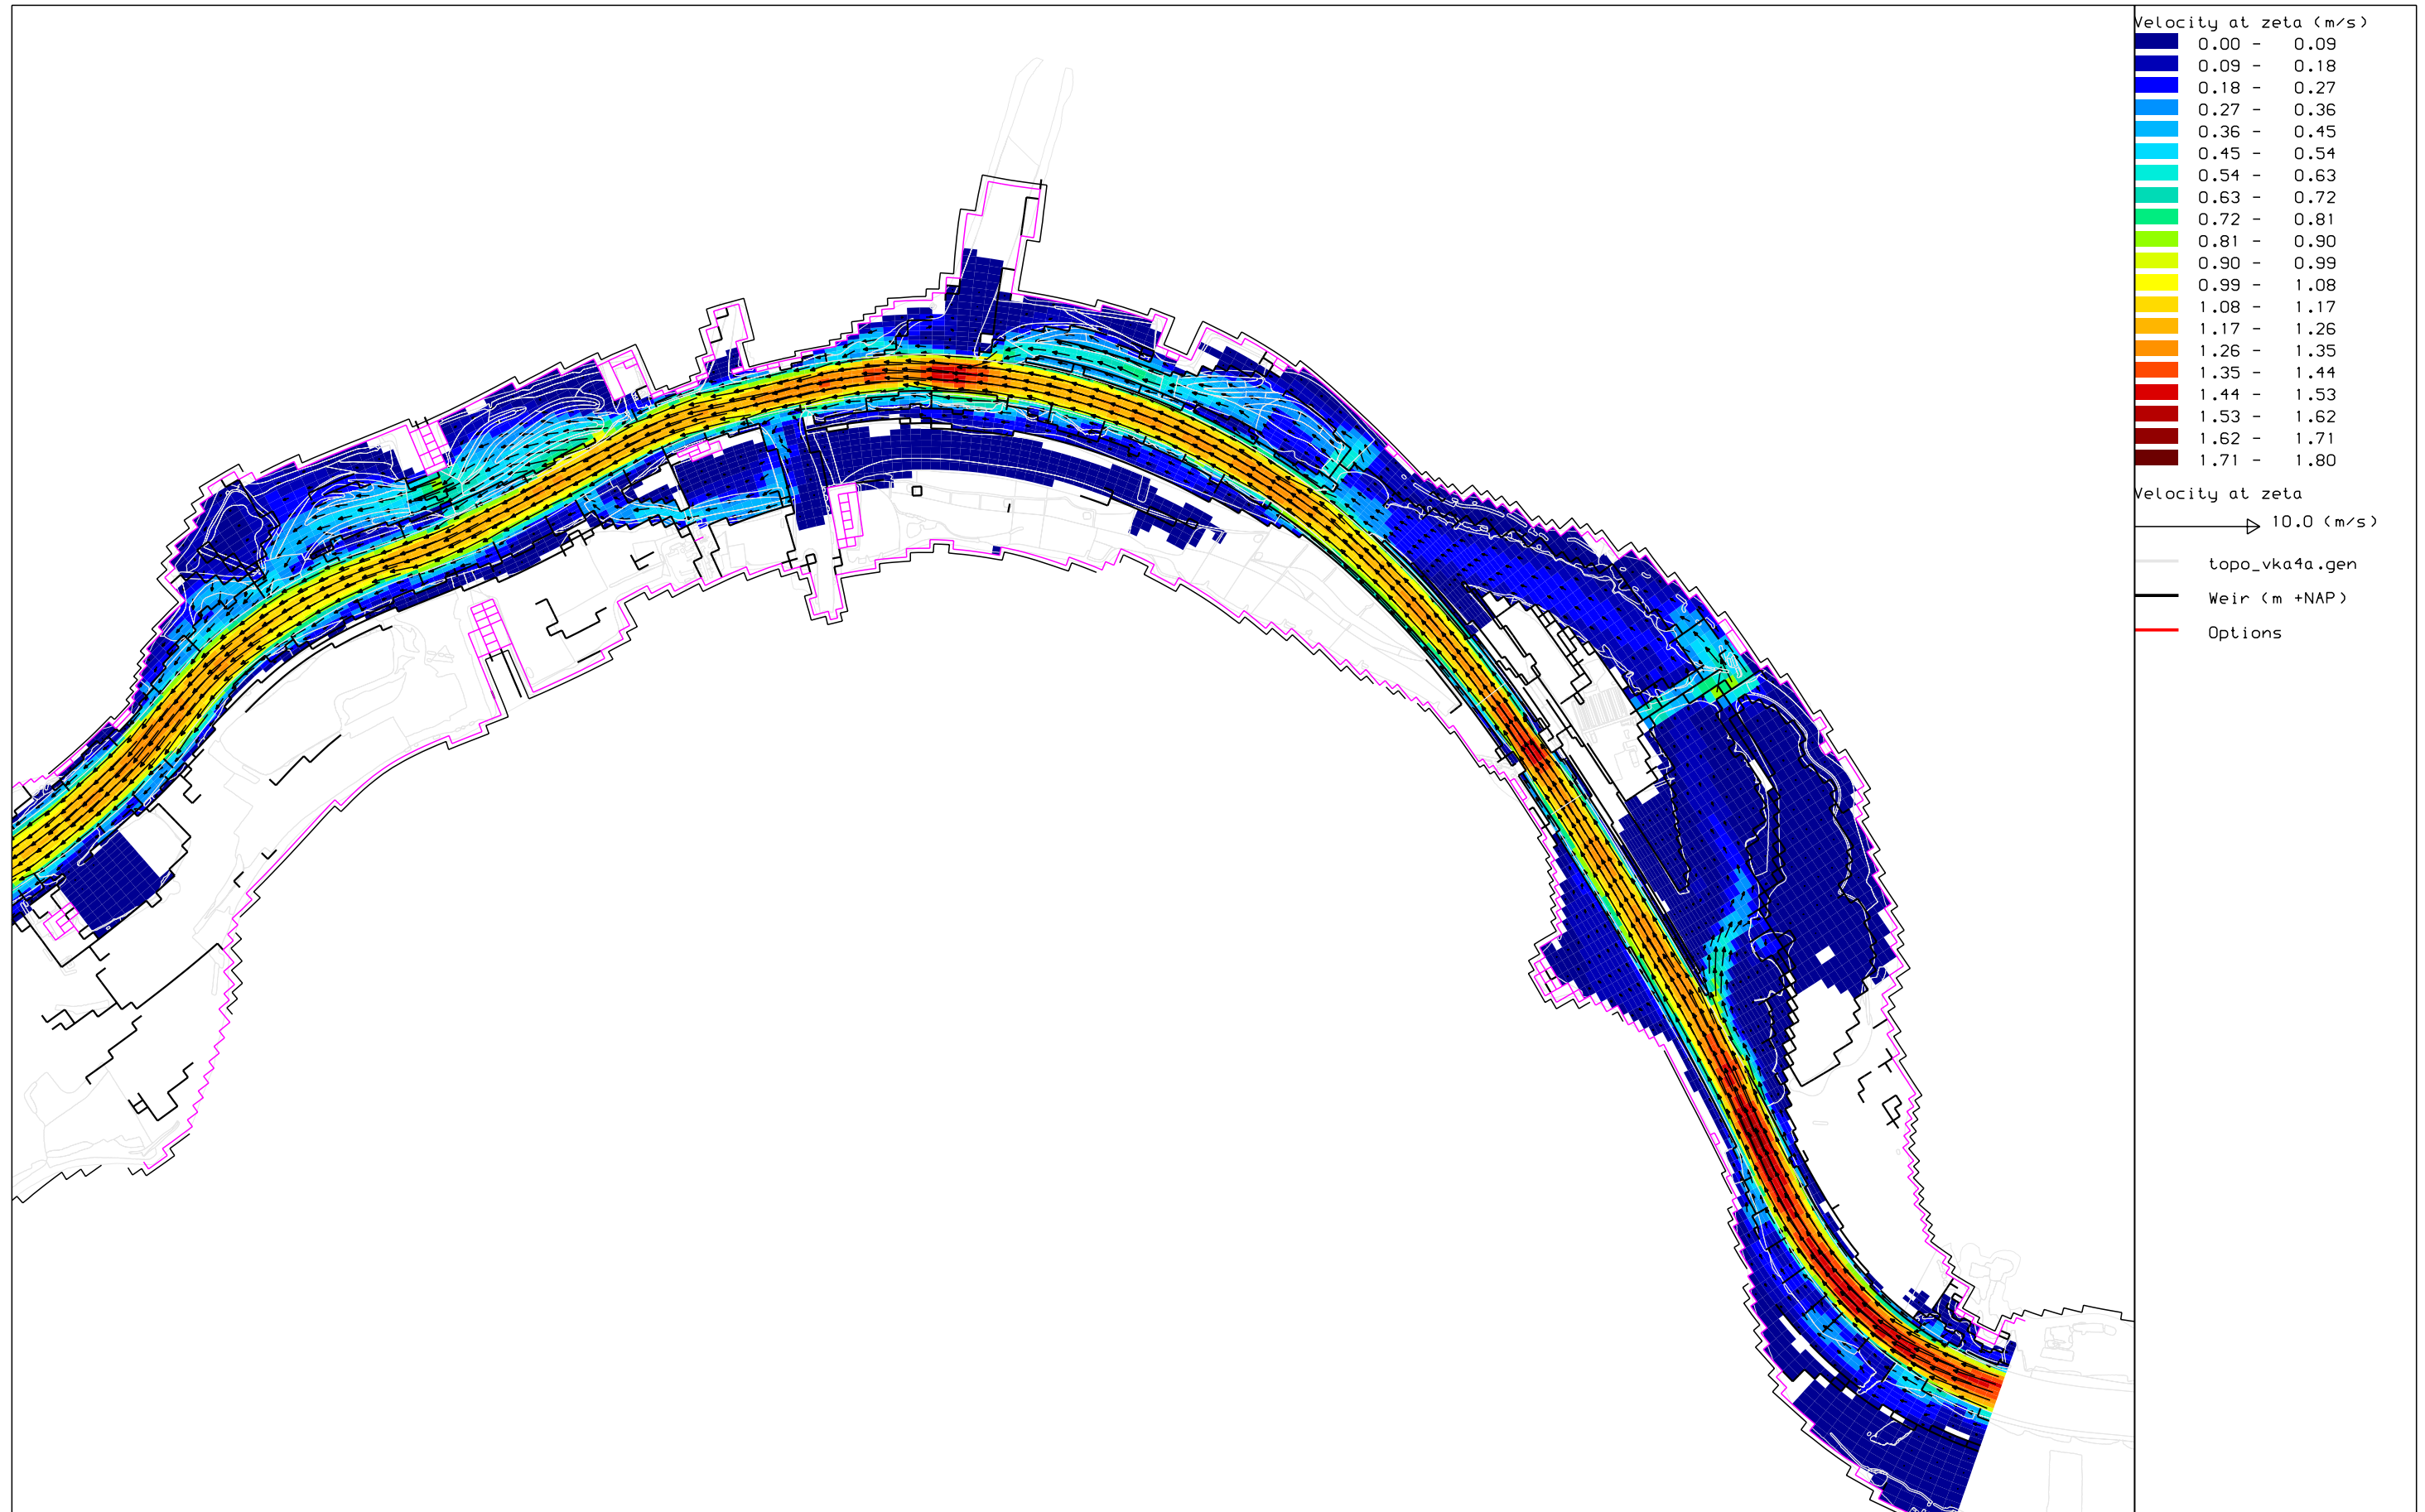 Velocity at zeta (m/s)
0.00 - 0.09
0.09 - 0.18
0.18 - 0.27
0.27 - 0.36
0.36 - 0.45
0.45 - 0.54
0.54 - 0.63
0.63 - 0.72
0.72 - 0.81
0.81 - 0.90
0.90 - 0.99
0.99 - 1.08
1.08 - 1.17
1.17 - 1.26
1.26 - 1.35
1.35 - 1.44
1.44 - 1.53
1.53 - 1.62
1.62 - 1.71
1.71 - 1.80
Velocity at zeta
10.0 (m/s)
topo_vka4a.gen
Weir (m +NAP)
Options